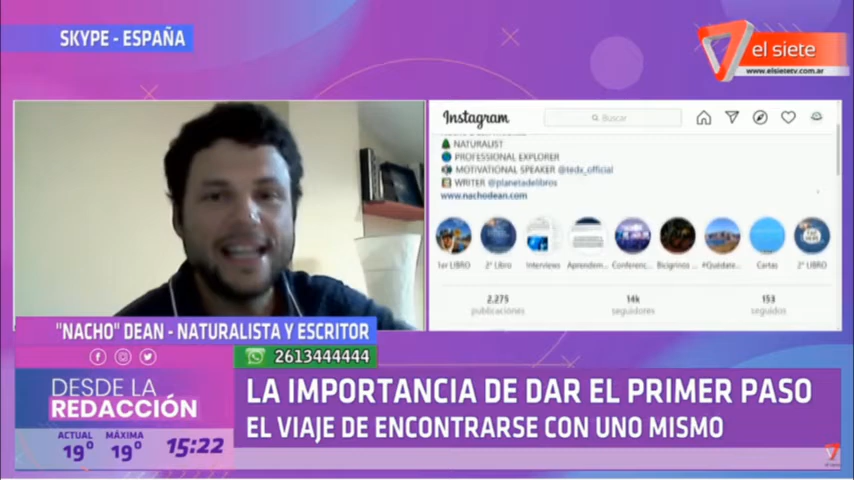 SKYPE - ESPAÑA
el siete
www.elsietetv.com.ar
Instagram
Buscar
NATURALIST
PROFESSIONAL EXPLORER
MOTIVATIONAL SPEAKER @tedx_official
WRITER @planetadelibros
www.nachodean.com
1er LIBRO 2º Libro Interviews Aprendem... Conferenc... Bicigrinos ... #Quédate... Cartas 2º LIBRO
2.275 14k 153
publicaciones seguidores seguidos
"NACHO" DEAN - NATURALISTA Y ESCRITOR
2613444444
DESDE LA
REDACCIÓN
LA IMPORTANCIA DE DAR EL PRIMER PASO
EL VIAJE DE ENCONTRARSE CON UNO MISMO
ACTUAL MÁXIMA
19º 19º 15:22